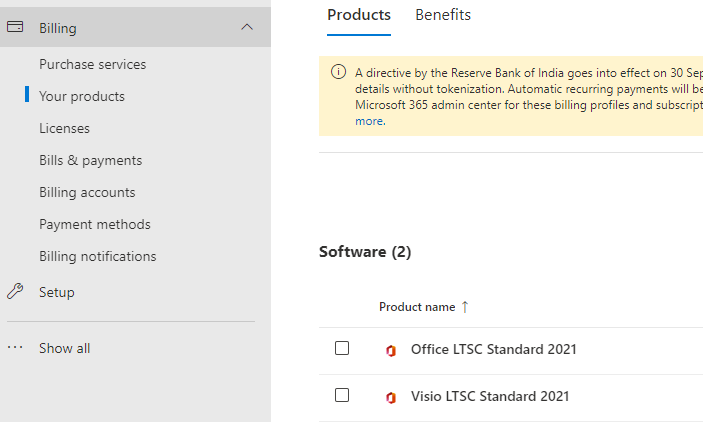 Billing
Purchase services
Your products
Licenses
Bills & payments
Billing accounts
Payment methods
Billing notifications
Setup
Show all
Products Benefits
A directive by the Reserve Bank of India goes into effect on 30 Sep
details without tokenization. Automatic recurring payments will be
Microsoft 365 admin center for these billing profiles and subscript
more.
Software (2)
Product name ↑
Office LTSC Standard 2021
Visio LTSC Standard 2021